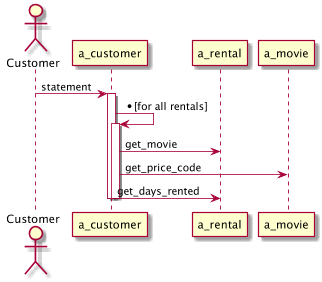 Customer
a_customer
a_rental
a_movie
statement
*[for all rentals]
get_movie
get_price_code
get_days_rented
Customer
a_customer
a_rental
a_movie